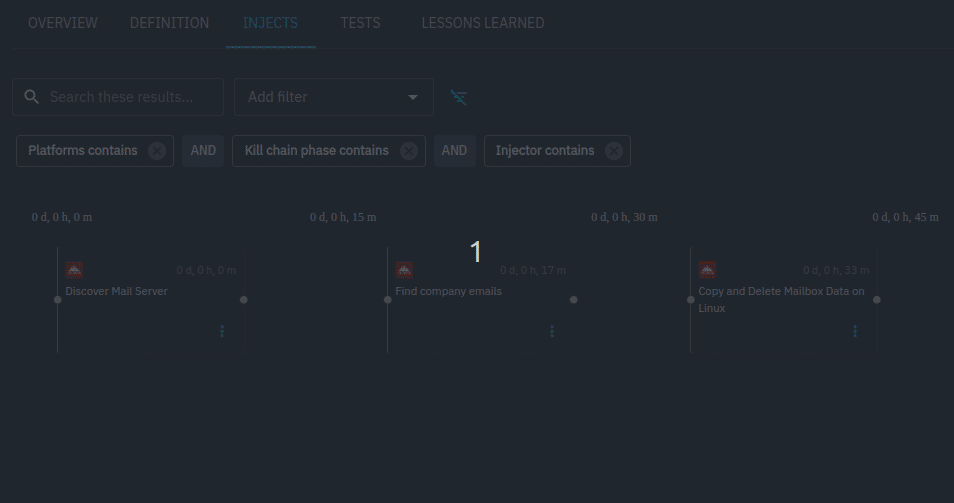 OVERVIEW DEFINITION INJECTS TESTS LESSONS LEARNED
Search these results... Add filter
Platforms contains AND Kill chain phase contains AND Injector contains
0 d, 0 h, 0 m 0 d, 0 h, 15 m 0 d, 0 h, 30 m 0 d, 0 h, 45 m
1
0 d, 0 h, 0 m
Discover Mail Server
0 d, 0 h, 17 m
Find company emails
0 d, 0 h, 33 m
Copy and Delete Mailbox Data on
Linux